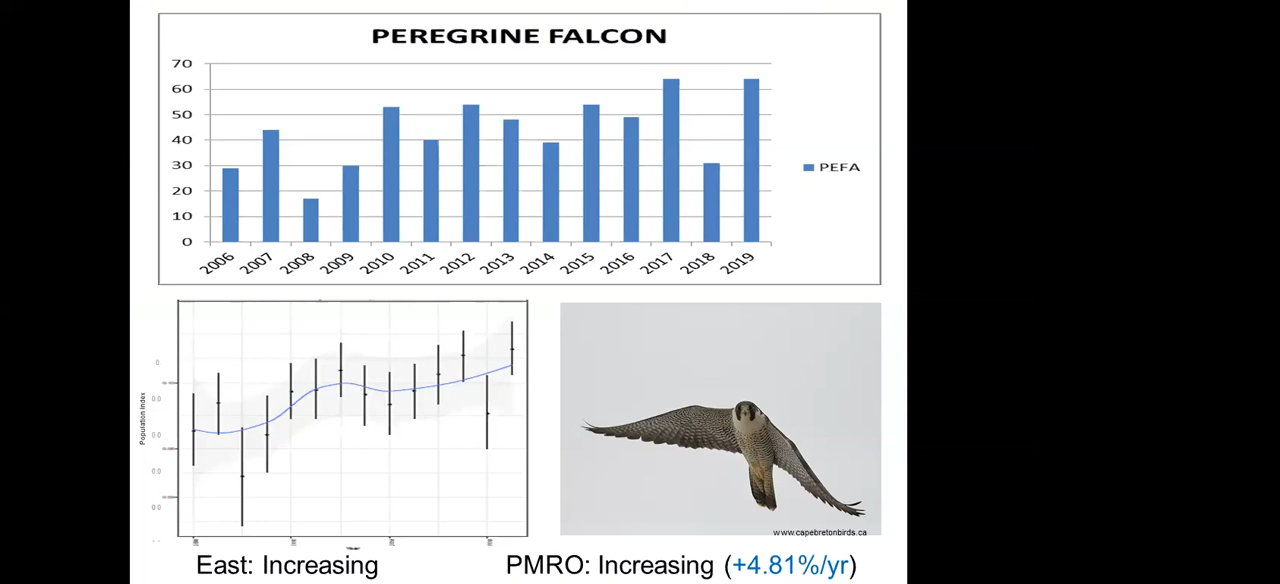 PEREGRINE FALCON
70
60
50
40
30
20
10
0
PEFA
2006 2007 2008 2009 2010 2011 2012 2013 2014 2015 2016 2017 2018 2019
Population Index
www.capebretonbirds.ca
East: Increasing
PMRO: Increasing (+4.81%/yr)